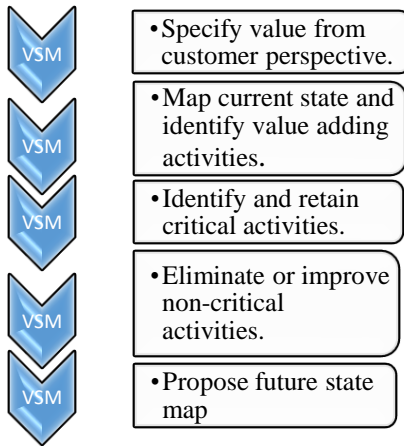 VSM
•Specify value from
customer perspective.
VSM
•Map current state and
identify value adding
activities.
VSM
•Identify and retain
critical activities.
VSM
•Eliminate or improve
non-critical
activities.
VSM
•Propose future state
map